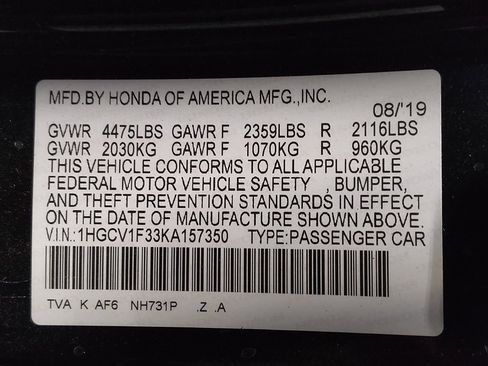 MFD.BY HONDA OF AMERICA MFG.,INC.
08/'19
GVWR 4475LBS GAWR F 2359LBS R 2116LBS
GVWR 2030KG GAWR F 1070KG R 960KG
THIS VEHICLE CONFORMS TO ALL APPLICABLE
FEDERAL MOTOR VEHICLE SAFETY , BUMPER,
AND THEFT PREVENTION STANDARDS IN EFFECT
ON THE DATE OF MANUFACTURE SHOWN ABOVE.
V.I.N.:1HGCV1F33KA157350 TYPE:PASSENGER CAR
TVA K AF6 NH731P .Z .A